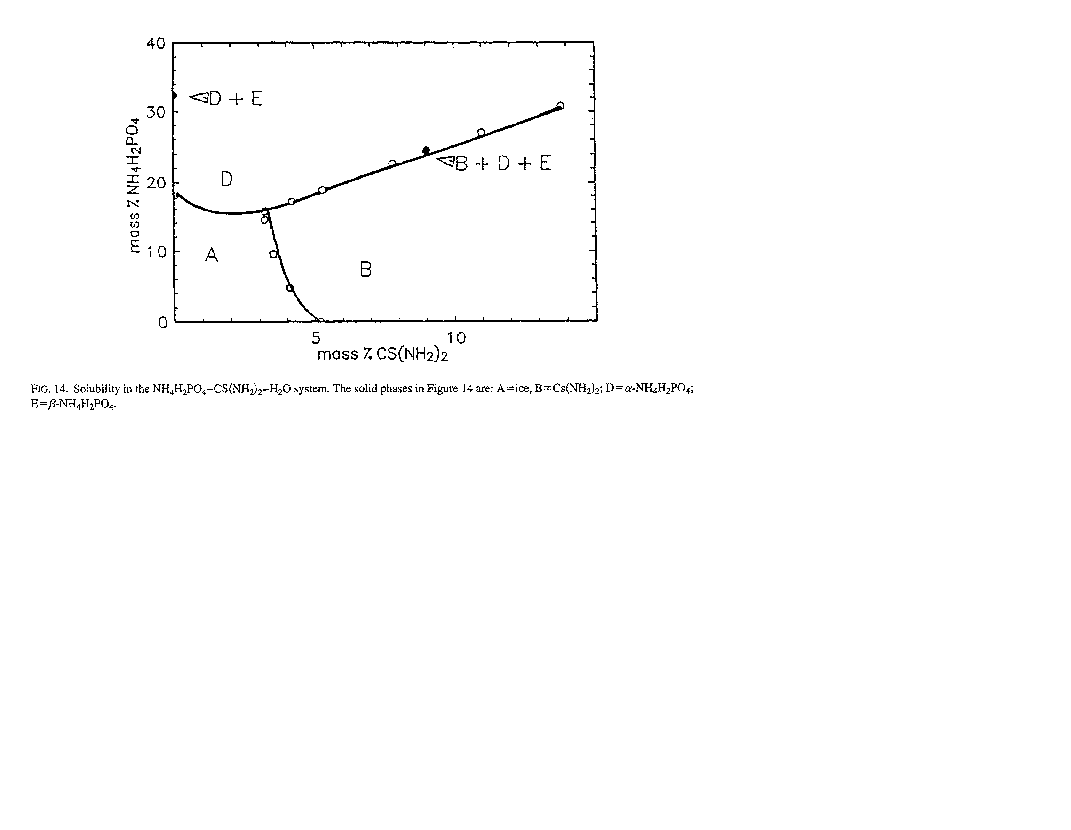 40
30
20
10
0
mass % NH4H2PO4
D + E
D
B + D + E
A
B
5 10
mass % CS(NH2)2
FIG. 14. Solubility in the NH₄H₂PO₄–CS(NH₂)₂–H₂O system. The solid phases in Figure 14 are: A=ice, B=Cs(NH₂)₂; D=α-NH₄H₂PO₄;
E=β-NH₄H₂PO₄.